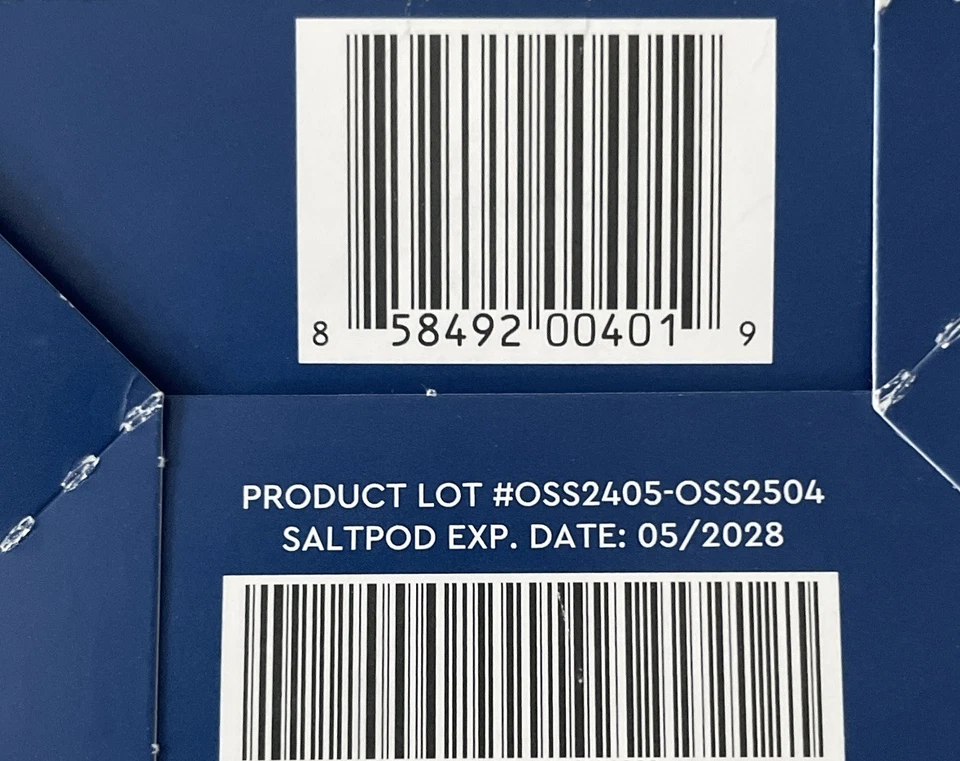 8 58492 00401 9
PRODUCT LOT #OSS2405-OSS2504
SALTPOD EXP. DATE: 05/2028